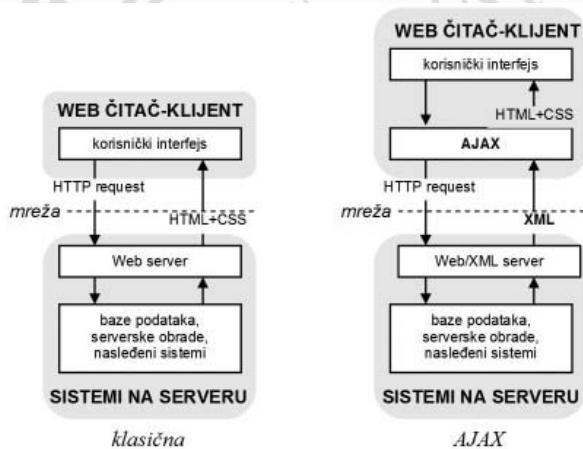 WEB ČITAČ-KLIJENT
korisnički interfejs
HTTP request
mreža
HTML+CSS
Web server
baze podataka,
serverske obrade,
nasleđeni sistemi
SISTEMI NA SERVERU
klasična
WEB ČITAČ-KLIJENT
korisnički interfejs
HTML+CSS
AJAX
HTTP request
mreža
XML
Web/XML server
baze podataka,
serverske obrade,
nasleđeni sistemi
SISTEMI NA SERVERU
AJAX